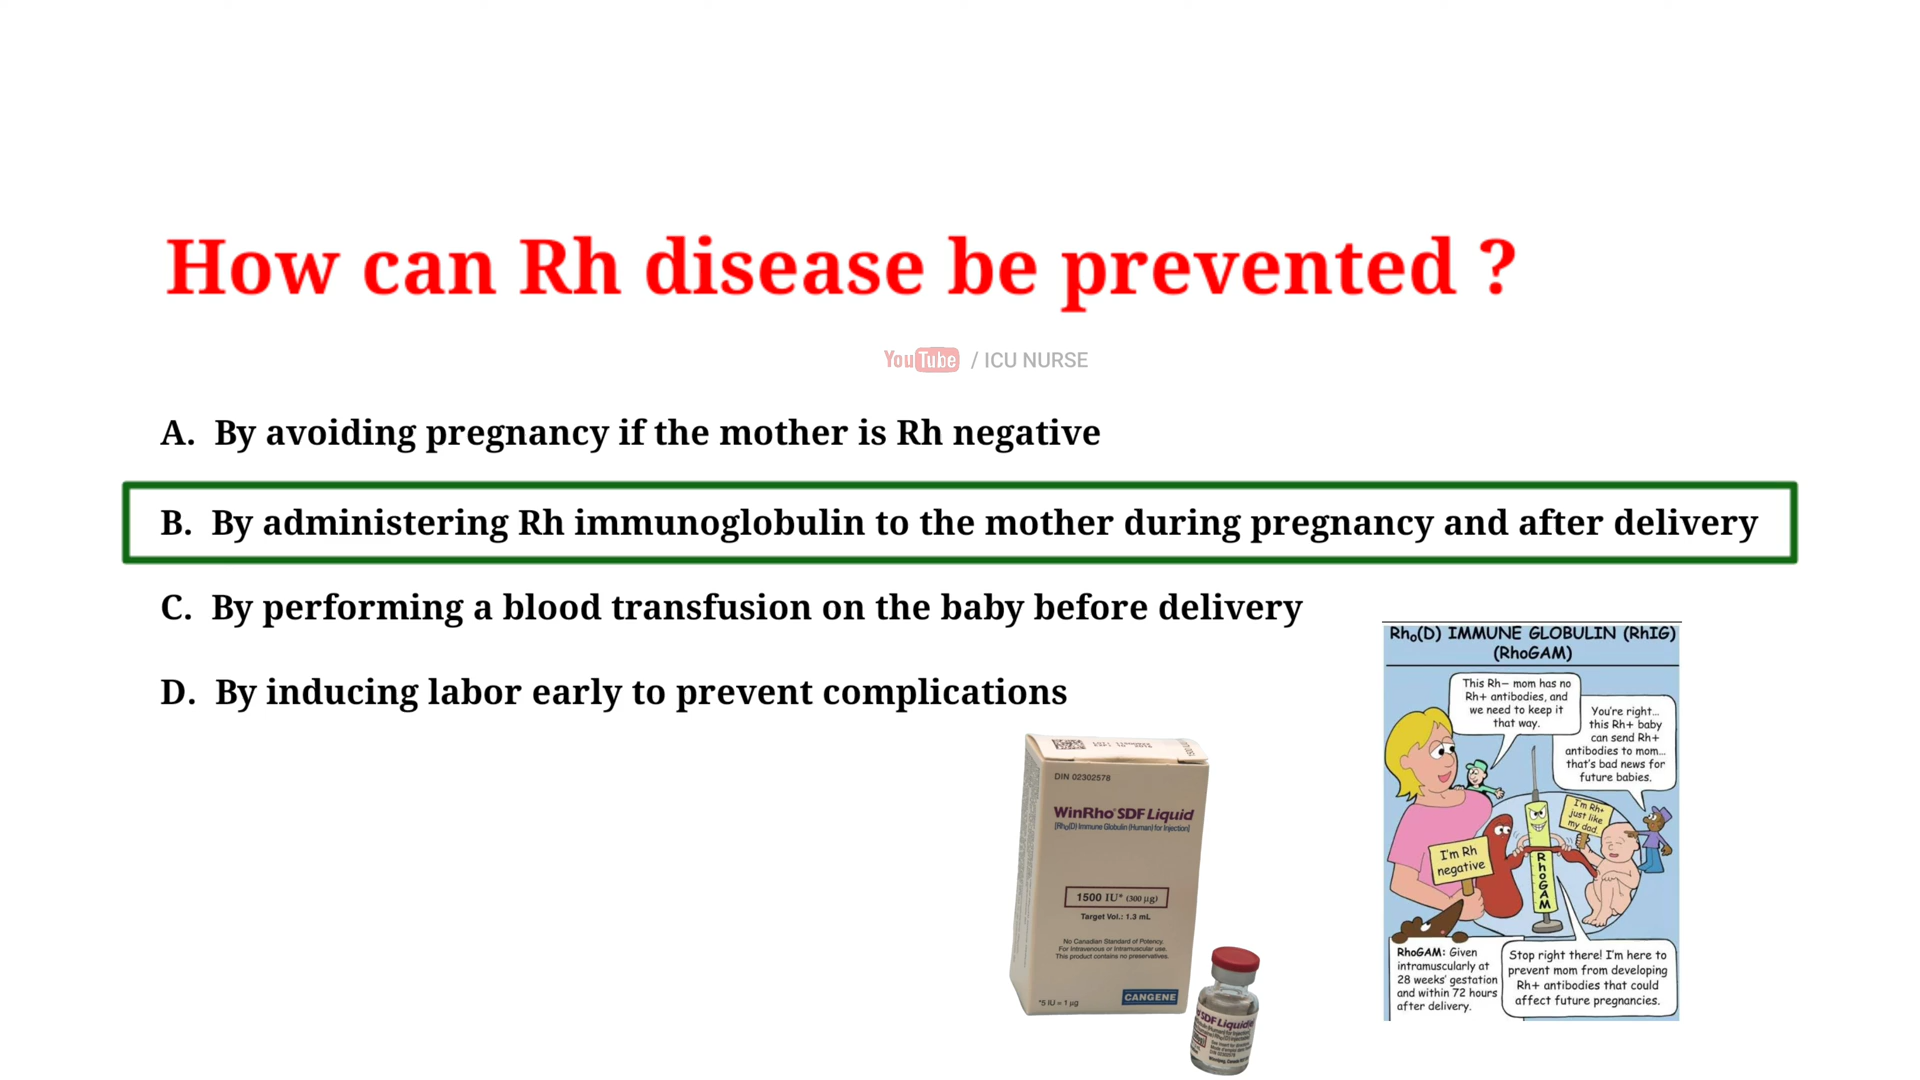 How can Rh disease be prevented ?
YouTube / ICU NURSE
A. By avoiding pregnancy if the mother is Rh negative
B. By administering Rh immunoglobulin to the mother during pregnancy and after delivery
C. By performing a blood transfusion on the baby before delivery
D. By inducing labor early to prevent complications
DIN 02302578
WinRho® SDF Liquid
[Rho(D) Immune Globulin (Human) for Injection]
1500 IU* (300 µg)
Target Vol.: 1.3 mL
No Canadian Standard of Potency.
For Intravenous or Intramuscular use.
This product contains no preservatives.
*5 IU = 1 µg
CANGENE
SDF Liquid
Rho(D) IMMUNE GLOBULIN (RhIG)
(RhoGAM)
This Rh– mom has no
Rh+ antibodies, and
we need to keep it
that way.
You're right...
this Rh+ baby
can send Rh+
antibodies to mom...
that's bad news for
future babies.
I'm Rh+
just like
my dad.
I'm Rh
negative
RhoGAM
RhoGAM: Given
intramuscularly at
28 weeks' gestation
and within 72 hours
after delivery.
Stop right there! I'm here to
prevent mom from developing
Rh+ antibodies that could
affect future pregnancies.